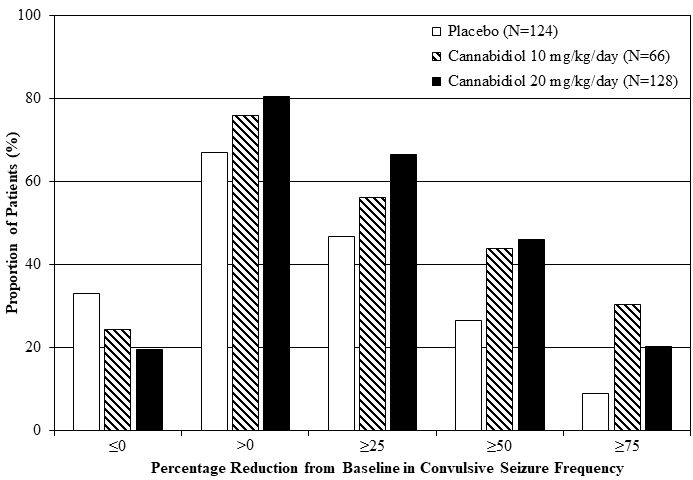 100
80
60
40
20
0
Proportion of Patients (%)
Placebo (N=124)
Cannabidiol 10 mg/kg/day (N=66)
Cannabidiol 20 mg/kg/day (N=128)
≤0 >0 ≥25 ≥50 ≥75
Percentage Reduction from Baseline in Convulsive Seizure Frequency